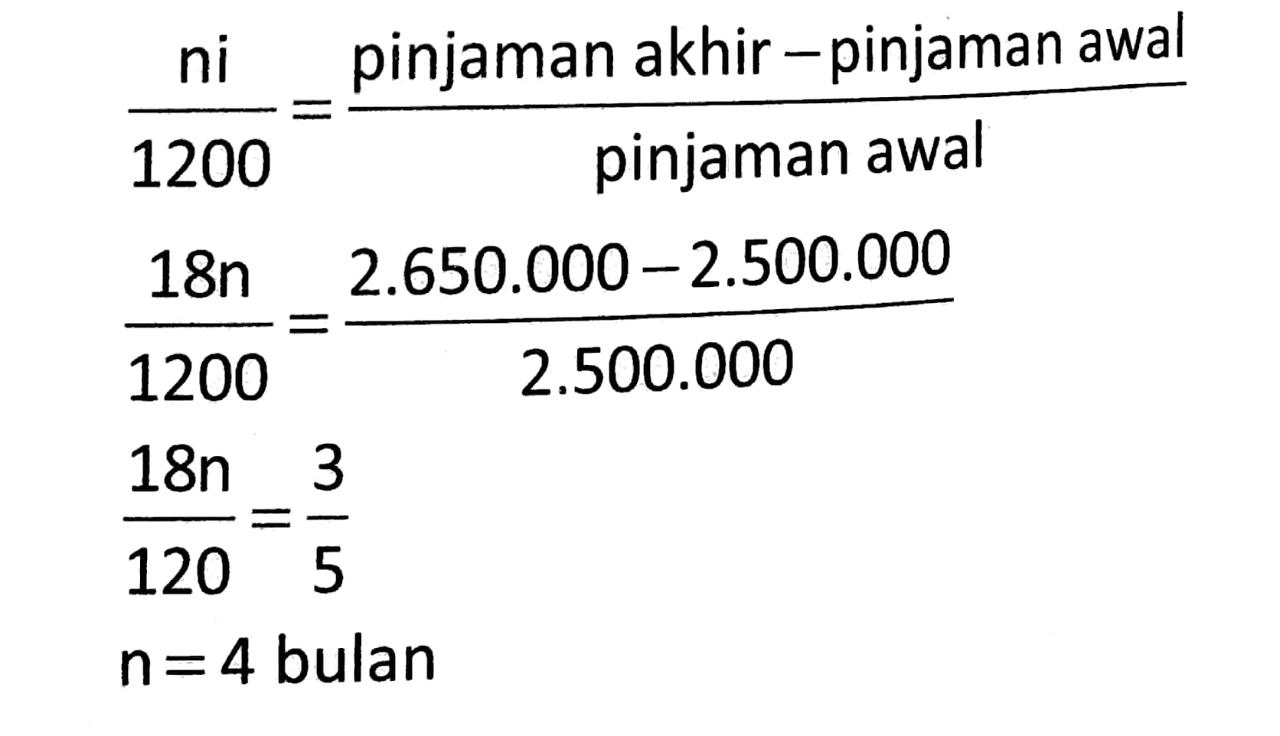 ni/1200 = pinjaman akhir – pinjaman awal/pinjaman awal
18n/1200 = 2.650.000 – 2.500.000/2.500.000
18n/120 = 3/5
n = 4 bulan